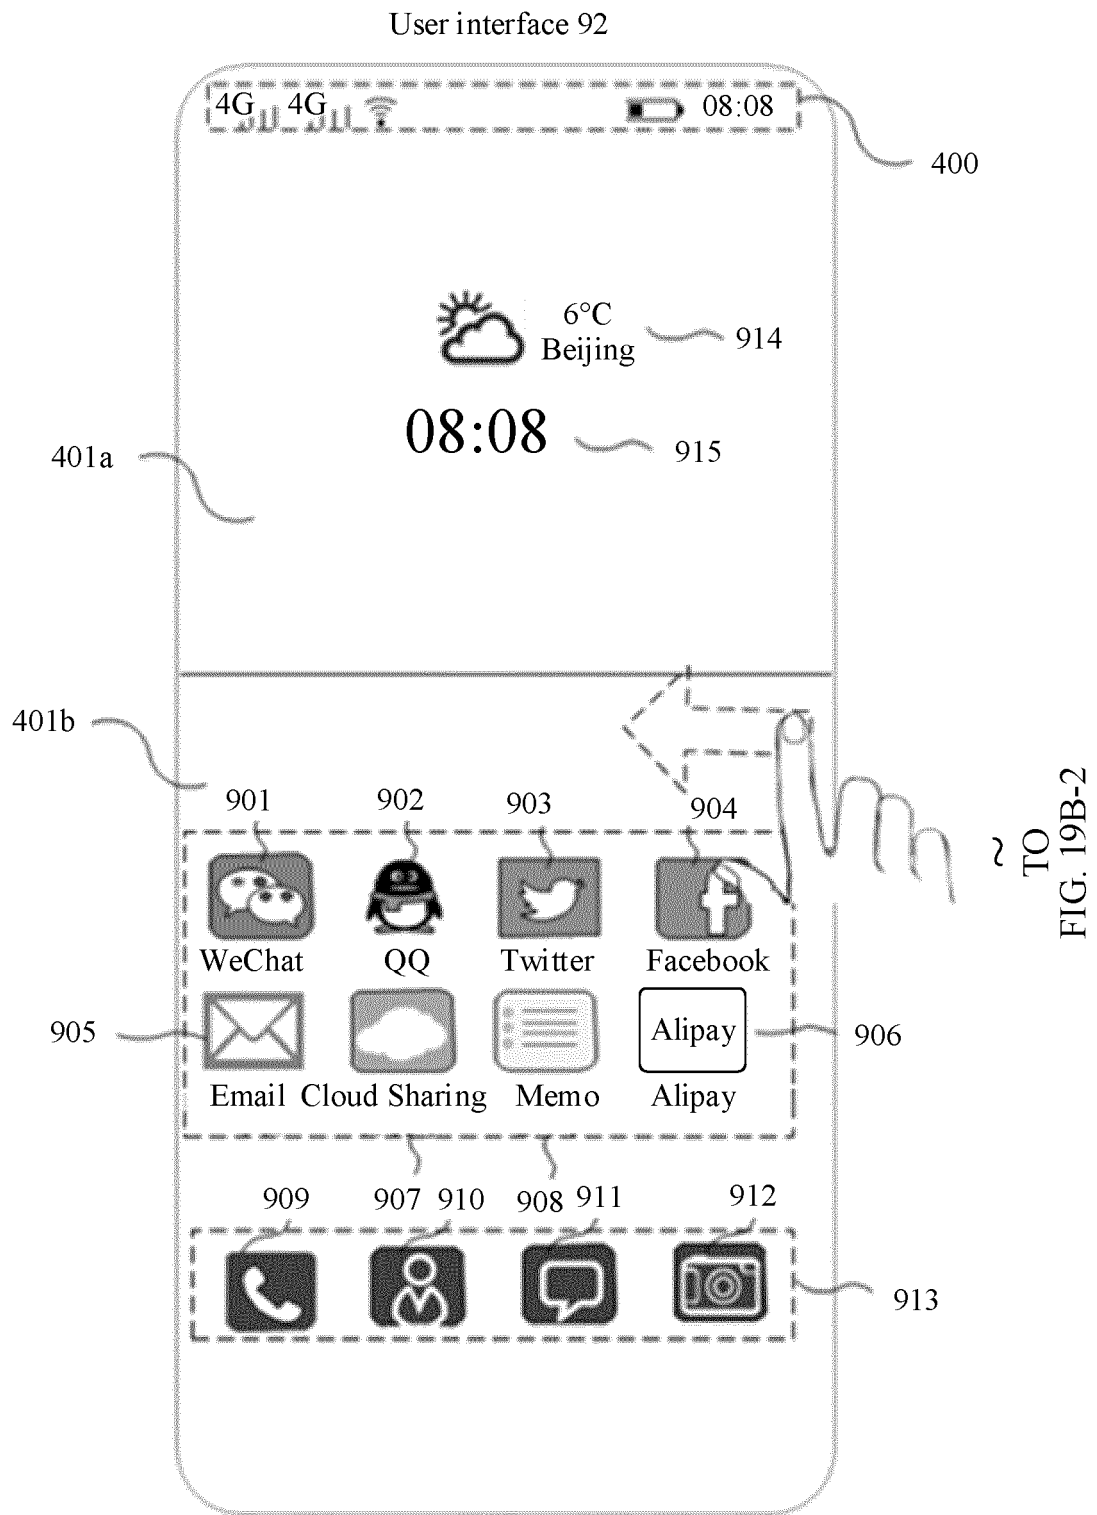 User interface 92
4G 4G 08:08
400
6°C
Beijing
914
08:08
915
401a
401b
901 902 903 904
WeChat QQ Twitter Facebook
905
Alipay
906
Email Cloud Sharing Memo Alipay
907 908
909 910 911 912
913
~
TO
FIG. 19B-2